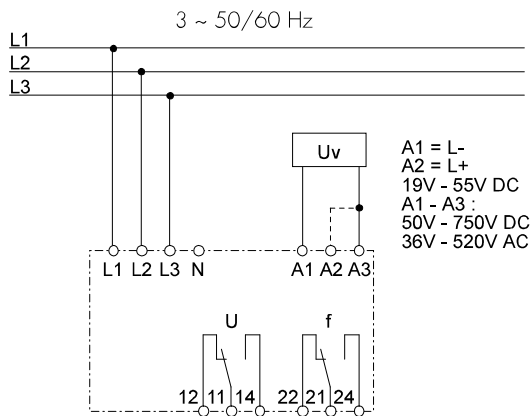 3 ~ 50/60 Hz
L1
L2
L3
Uv
A1 = L-
A2 = L+
19V - 55V DC
A1 - A3 :
50V - 750V DC
36V - 520V AC
L1 L2 L3 N A1 A2 A3
U f
12 11 14 22 21 24